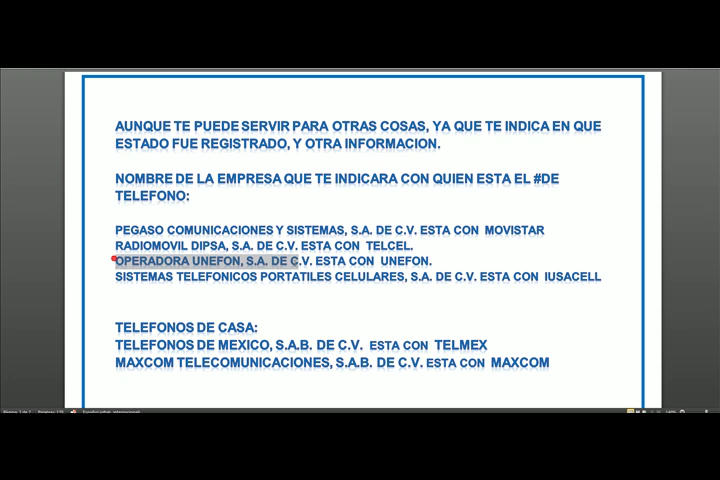 AUNQUE TE PUEDE SERVIR PARA OTRAS COSAS, YA QUE TE INDICA EN QUE
ESTADO FUE REGISTRADO, Y OTRA INFORMACION.
NOMBRE DE LA EMPRESA QUE TE INDICARA CON QUIEN ESTA EL #DE
TELEFONO:
PEGASO COMUNICACIONES Y SISTEMAS, S.A. DE C.V. ESTA CON MOVISTAR
RADIOMOVIL DIPSA, S.A. DE C.V. ESTA CON TELCEL.
OPERADORA UNEFON, S.A. DE C.V. ESTA CON UNEFON.
SISTEMAS TELEFONICOS PORTATILES CELULARES, S.A. DE C.V. ESTA CON IUSACELL
TELEFONOS DE CASA:
TELEFONOS DE MEXICO, S.A.B. DE C.V. ESTA CON TELMEX
MAXCOM TELECOMUNICACIONES, S.A.B. DE C.V. ESTA CON MAXCOM